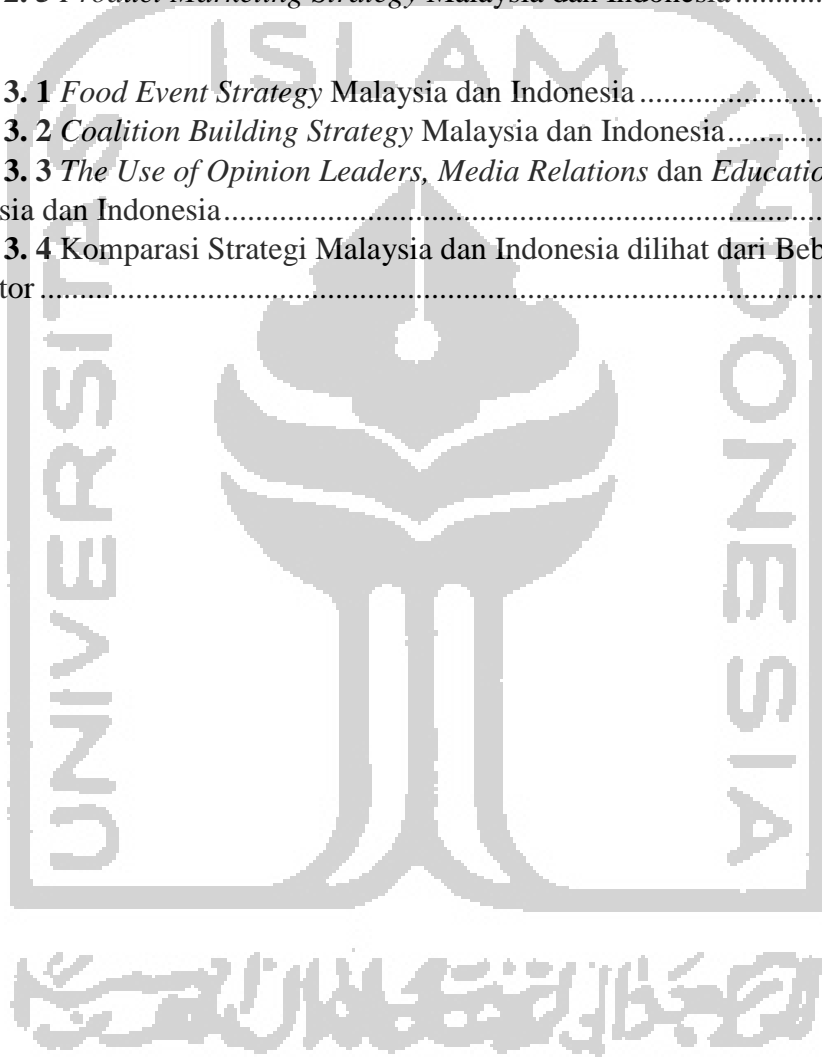 3 Product Marketing Strategy Malaysia dan Indonesia..........
3. 1 Food Event Strategy Malaysia dan Indonesia.......................
3. 2 Coalition Building Strategy Malaysia dan Indonesia............
3. 3 The Use of Opinion Leaders, Media Relations dan Educatio
sia dan Indonesia...........................................................................
3. 4 Komparasi Strategi Malaysia dan Indonesia dilihat dari Beb
tor..................................................................................................
ISLAM
UNIVERSITAS
INDONESIA